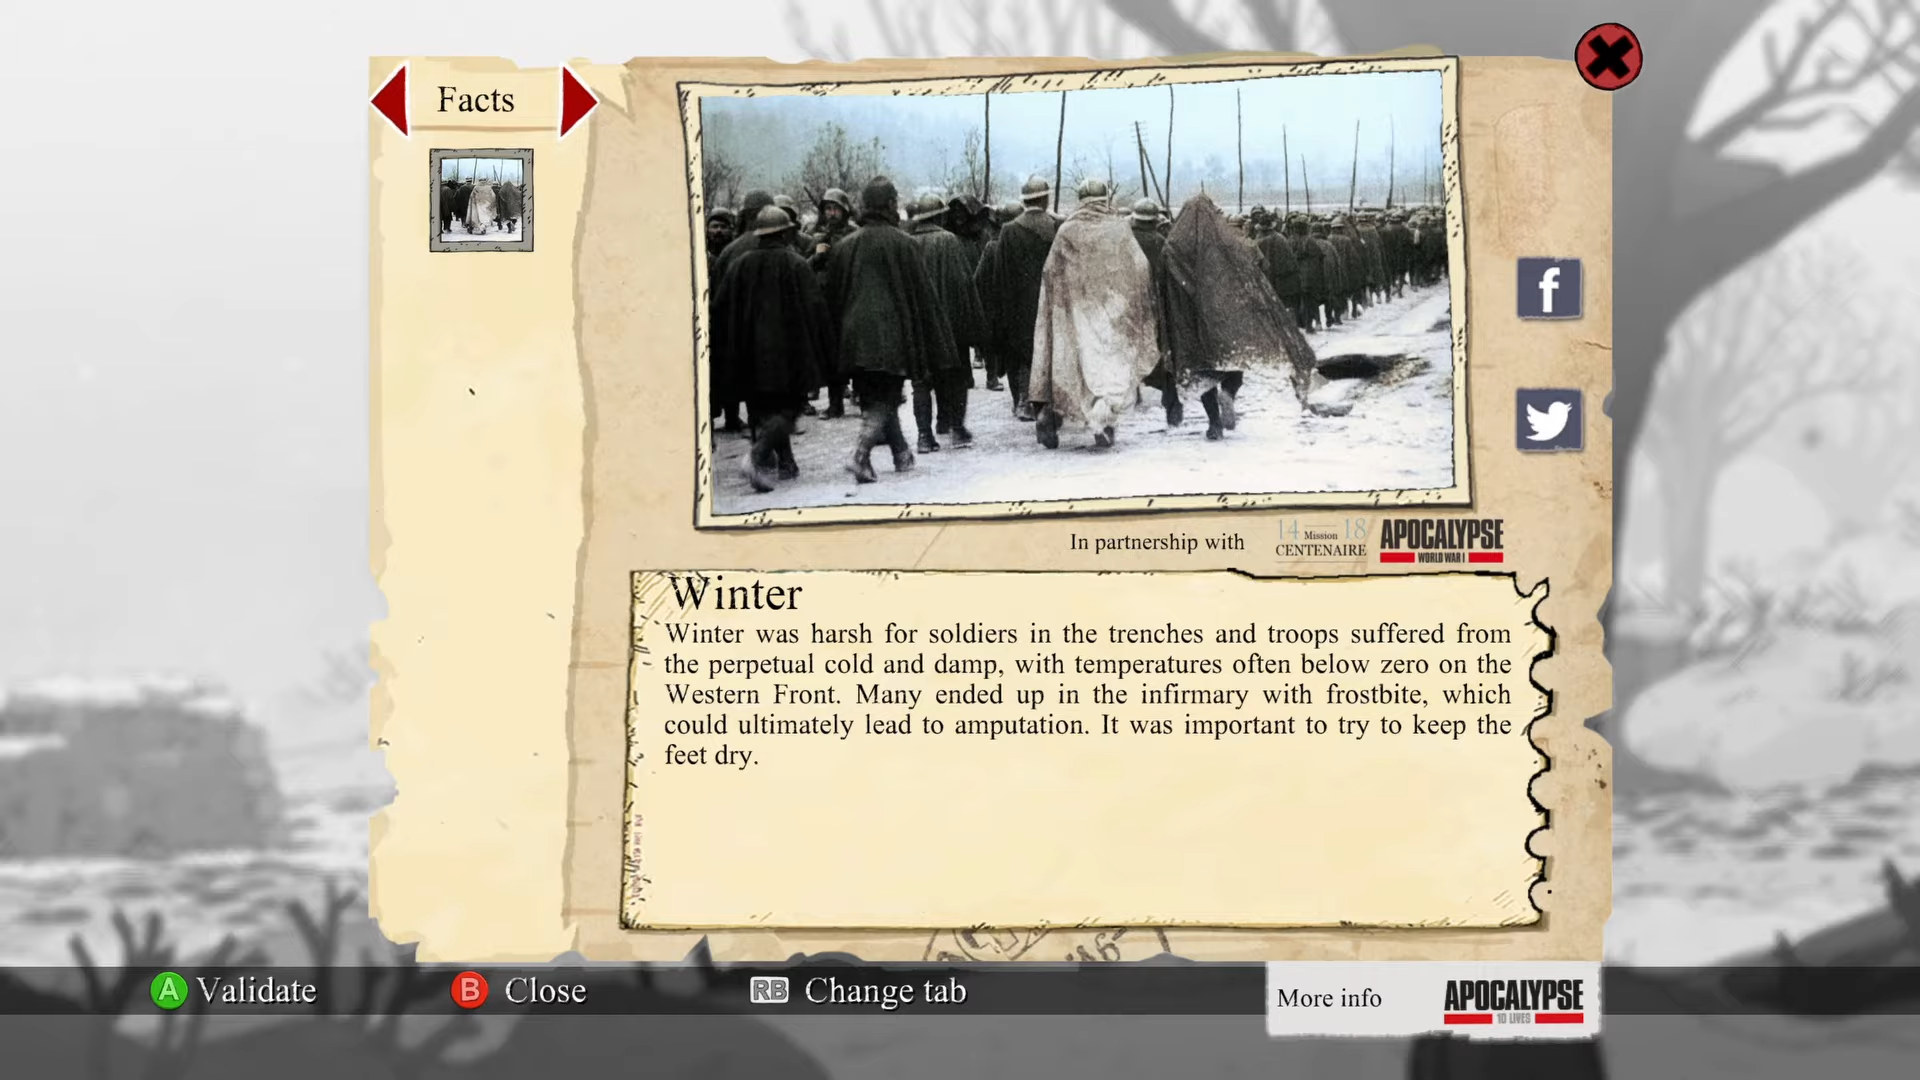 Facts
In partnership with
14 Mission 18
CENTENAIRE
APOCALYPSE
WORLD WAR I
Winter
Winter was harsh for soldiers in the trenches and troops suffered from
the perpetual cold and damp, with temperatures often below zero on the
Western Front. Many ended up in the infirmary with frostbite, which
could ultimately lead to amputation. It was important to try to keep the
feet dry.
A Validate
B Close
RB Change tab
More info
APOCALYPSE
10 LIVES